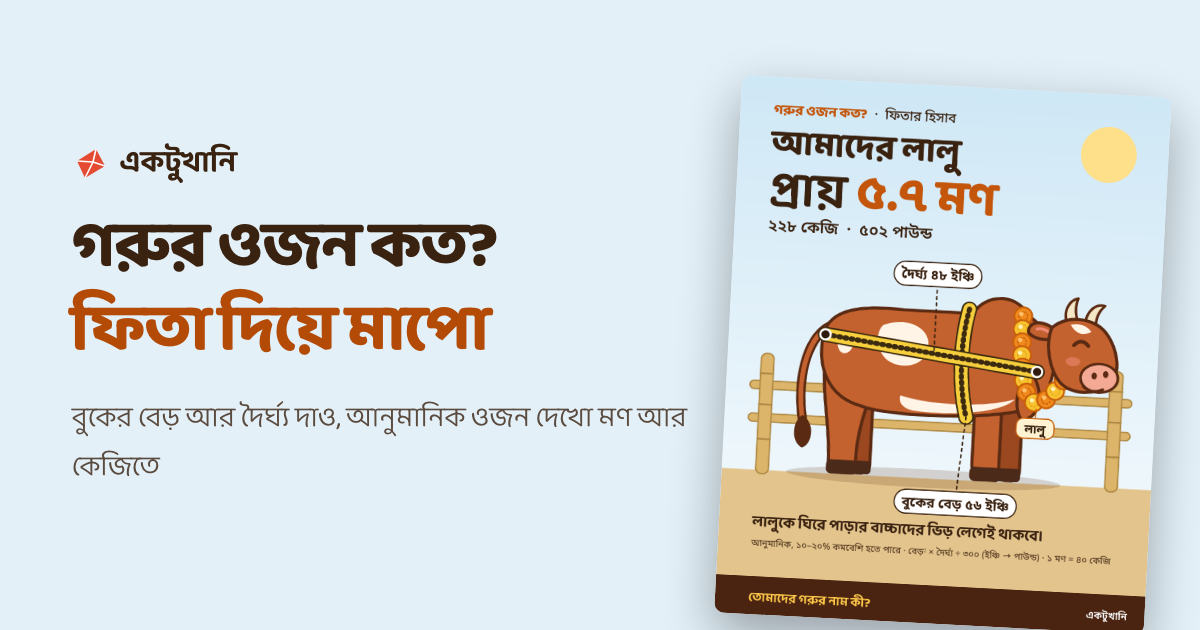 একটুখানি
গরুর ওজন কত?
ফিতা দিয়ে মাপো
বুকের বেড় আর দৈর্ঘ্য দাও, আনুমানিক ওজন দেখো মণ আর
কেজিতে
গরুর ওজন কত? · ফিতার হিসাব
আমাদের লালু
প্রায় ৫.৭ মণ
২২৮ কেজি · ৫০২ পাউন্ড
দৈর্ঘ্য ৪৮ ইঞ্চি
লালু
বুকের বেড় ৫৬ ইঞ্চি
লালুকে ঘিরে পাড়ার বাচ্চাদের ভিড় লেগেই থাকবে।
আনুমানিক, ১০–২০% কমবেশি হতে পারে · বেড়² × দৈর্ঘ্য ÷ ৩০০ (ইঞ্চি → পাউন্ড) · ১ মণ = ৪০ কেজি
তোমাদের গরুর নাম কী?
একটুখানি